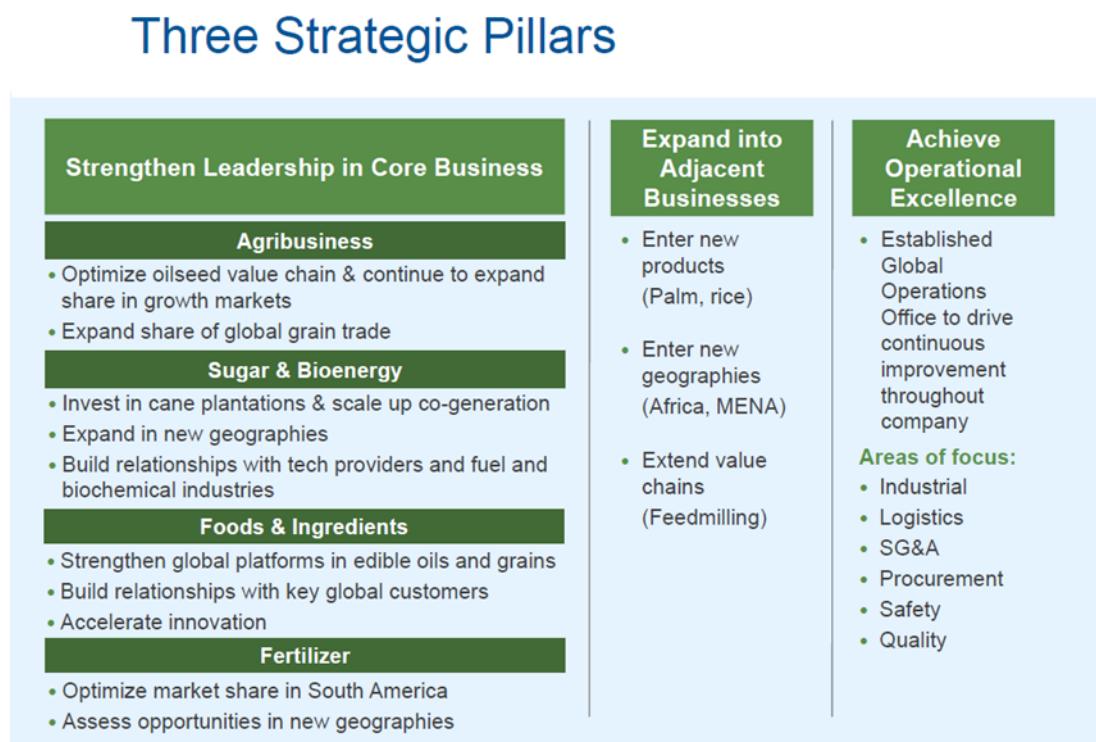 Three Strategic Pillars
Strengthen Leadership in Core Business
Agribusiness
• Optimize oilseed value chain & continue to expand
share in growth markets
• Expand share of global grain trade
Sugar & Bioenergy
• Invest in cane plantations & scale up co-generation
• Expand in new geographies
• Build relationships with tech providers and fuel and
biochemical industries
Foods & Ingredients
• Strengthen global platforms in edible oils and grains
• Build relationships with key global customers
• Accelerate innovation
Fertilizer
• Optimize market share in South America
• Assess opportunities in new geographies
Expand into
Adjacent
Businesses
• Enter new
products
(Palm, rice)
• Enter new
geographies
(Africa, MENA)
• Extend value
chains
(Feedmilling)
Achieve
Operational
Excellence
• Established
Global
Operations
Office to drive
continuous
improvement
throughout
company
Areas of focus:
• Industrial
• Logistics
• SG&A
• Procurement
• Safety
• Quality